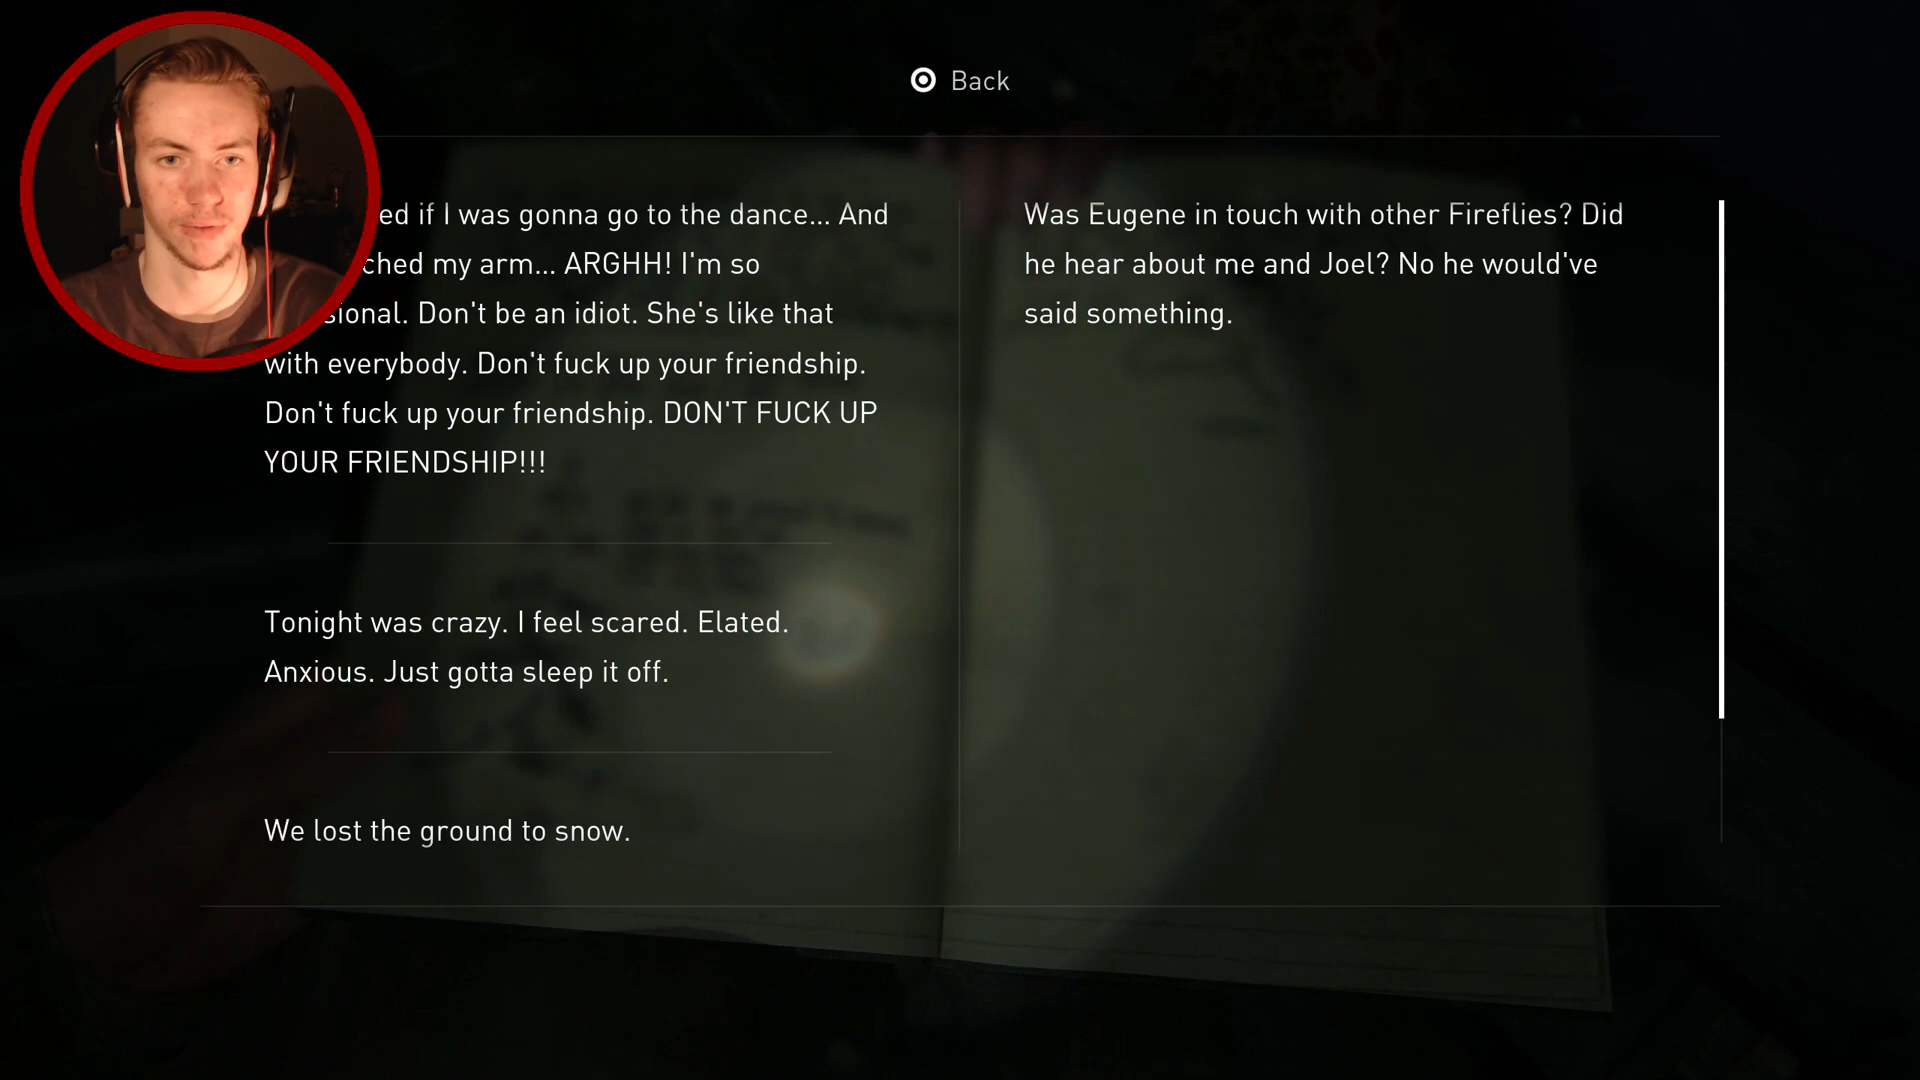 Back
if I was gonna go to the dance... And
my arm... ARGHH! I'm so
Don't be an idiot. She's like that
with everybody. Don't fuck up your friendship.
Don't fuck up your friendship. DON'T FUCK UP
YOUR FRIENDSHIP!!!
Tonight was crazy. I feel scared. Elated.
Anxious. Just gotta sleep it off.
We lost the ground to snow.
Was Eugene in touch with other Fireflies? Did
he hear about me and Joel? No he would've
said something.